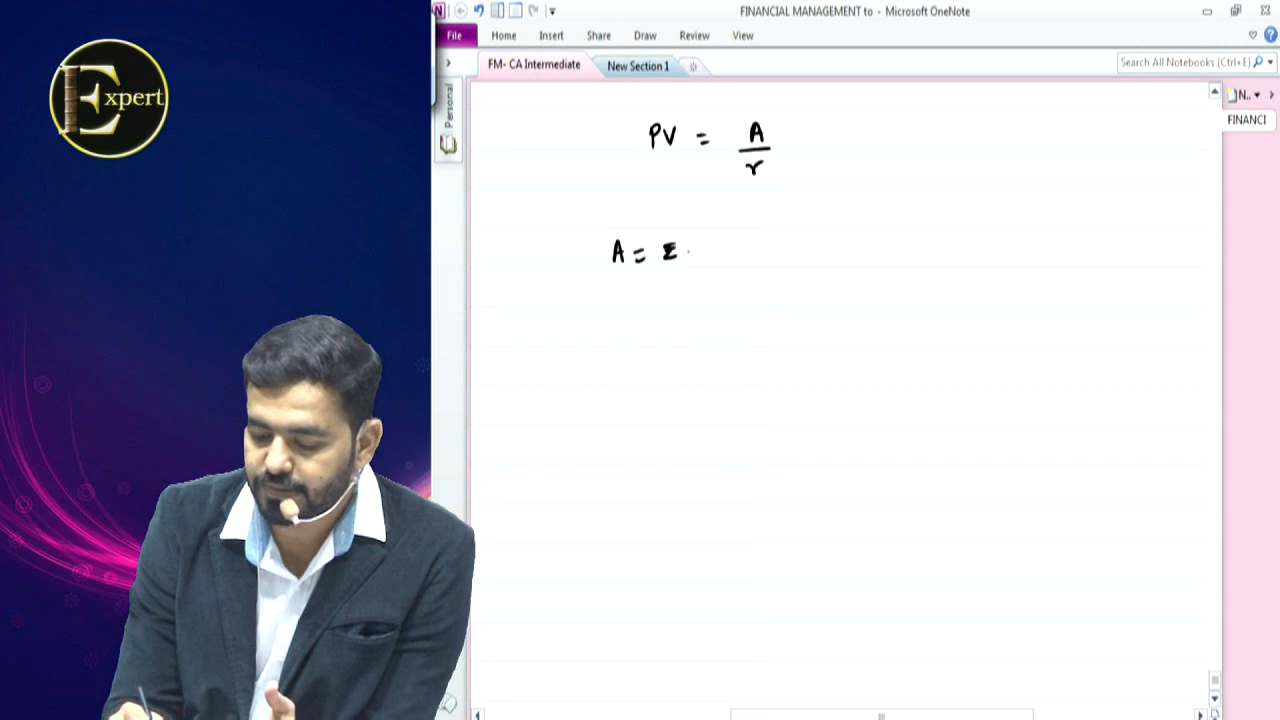 Expert
FINANCIAL MANAGEMENT to - Microsoft OneNote
File Home Insert Share Draw Review View
FM- CA Intermediate New Section 1
Search All Notebooks (Ctrl+E)
N..
Personal
FINANCI
PV = A
r
A = Σ